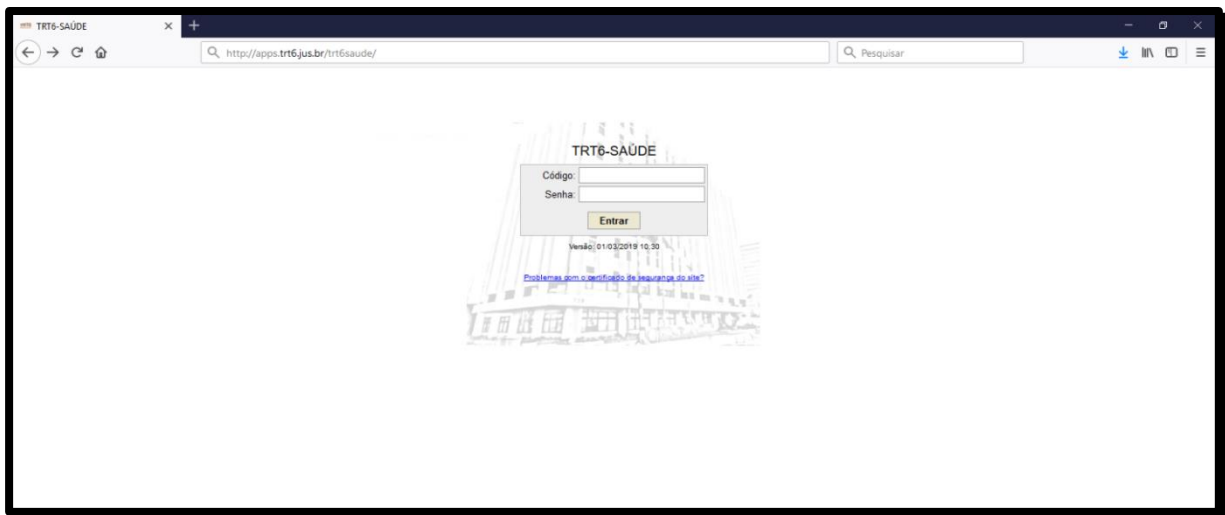 TRT6-SAÚDE
http://apps.trt6.jus.br/trt6saude/
Pesquisar
TRT6-SAÚDE
Código:
Senha:
Entrar
Versão: 01/03/2019 10:30
Problemas com o certificado de segurança do site?